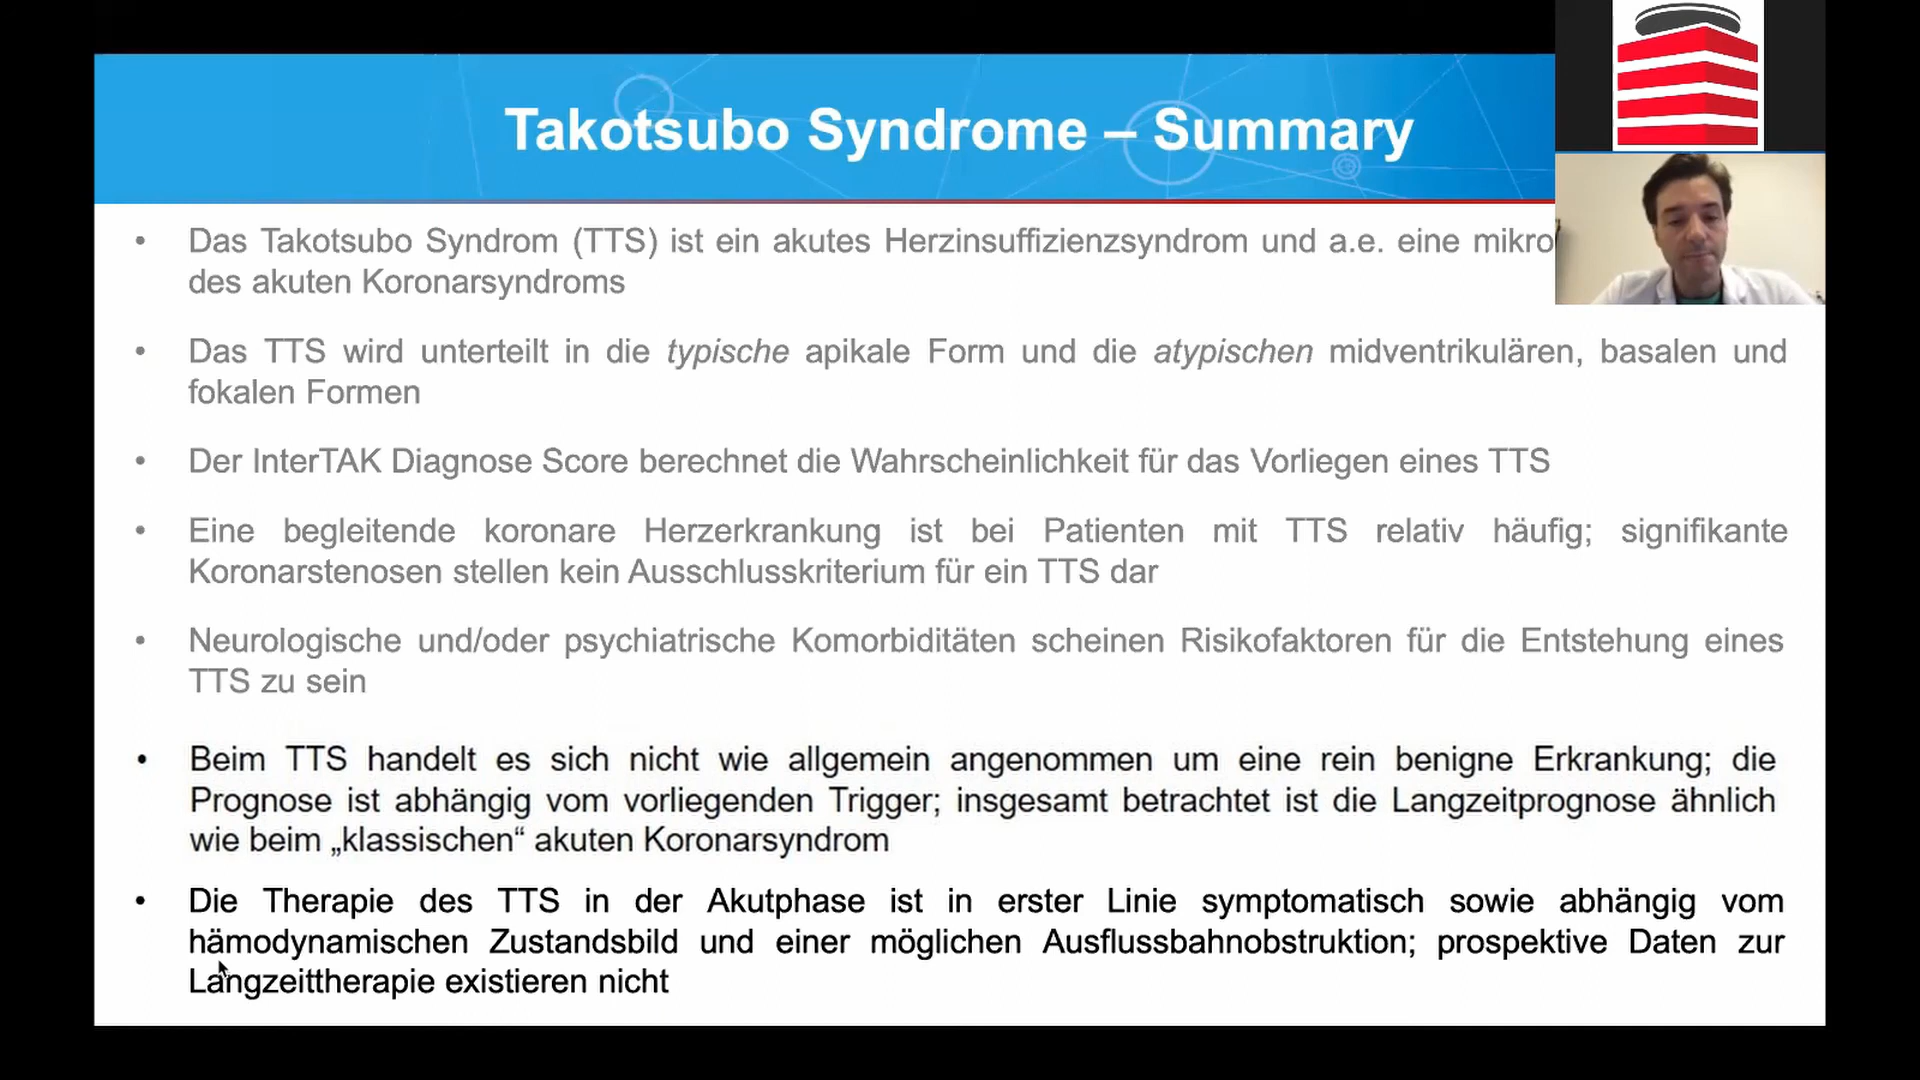 Takotsubo Syndrome – Summary
• Das Takotsubo Syndrom (TTS) ist ein akutes Herzinsuffizienzsyndrom und a.e. eine mikro
des akuten Koronarsyndroms
• Das TTS wird unterteilt in die typische apikale Form und die atypischen midventrikulären, basalen und
fokalen Formen
• Der InterTAK Diagnose Score berechnet die Wahrscheinlichkeit für das Vorliegen eines TTS
• Eine begleitende koronare Herzerkrankung ist bei Patienten mit TTS relativ häufig; signifikante
Koronarstenosen stellen kein Ausschlusskriterium für ein TTS dar
• Neurologische und/oder psychiatrische Komorbiditäten scheinen Risikofaktoren für die Entstehung eines
TTS zu sein
• Beim TTS handelt es sich nicht wie allgemein angenommen um eine rein benigne Erkrankung; die
Prognose ist abhängig vom vorliegenden Trigger; insgesamt betrachtet ist die Langzeitprognose ähnlich
wie beim „klassischen“ akuten Koronarsyndrom
• Die Therapie des TTS in der Akutphase ist in erster Linie symptomatisch sowie abhängig vom
hämodynamischen Zustandsbild und einer möglichen Ausflussbahnobstruktion; prospektive Daten zur
Langzeittherapie existieren nicht